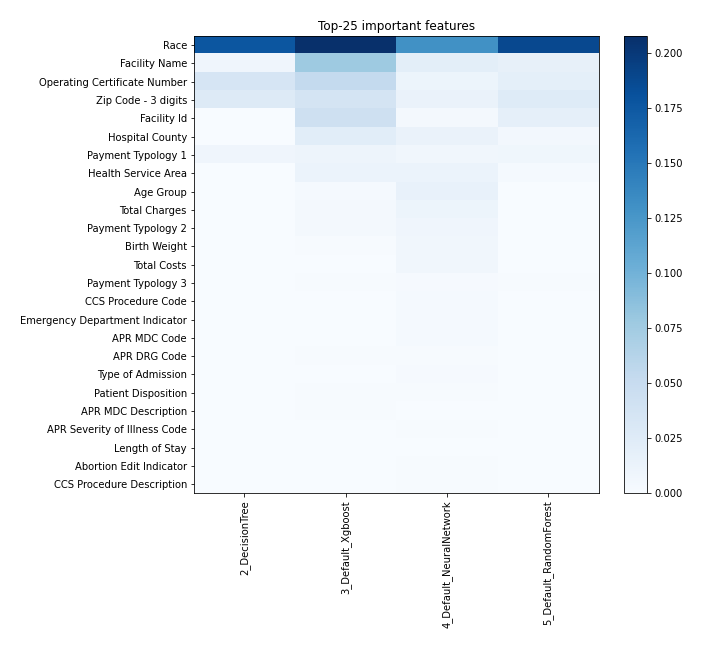 Top-25 important features
Race
Facility Name
Operating Certificate Number
Zip Code - 3 digits
Facility Id
Hospital County
Payment Typology 1
Health Service Area
Age Group
Total Charges
Payment Typology 2
Birth Weight
Total Costs
Payment Typology 3
CCS Procedure Code
Emergency Department Indicator
APR MDC Code
APR DRG Code
Type of Admission
Patient Disposition
APR MDC Description
APR Severity of Illness Code
Length of Stay
Abortion Edit Indicator
CCS Procedure Description
2_DecisionTree
3_Default_Xgboost
4_Default_NeuralNetwork
5_Default_RandomForest
0.200
0.175
0.150
0.125
0.100
0.075
0.050
0.025
0.000